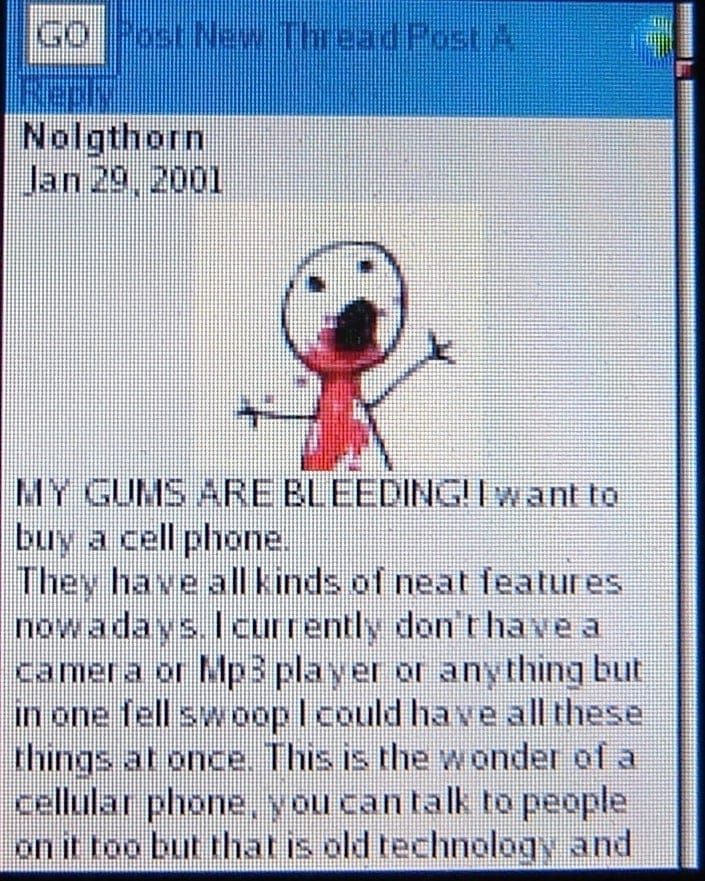 GO Post New Thread Post A
Reply
Nolgthorn
Jan 29, 2001
MY GUMS ARE BLEEDING! I want to
buy a cell phone.
They have all kinds of neat features
nowadays. I currently don't have a
camera or Mp3 player or anything but
in one fell swoop I could have all these
things at once. This is the wonder of a
cellular phone, you can talk to people
on it too but that is old technology and